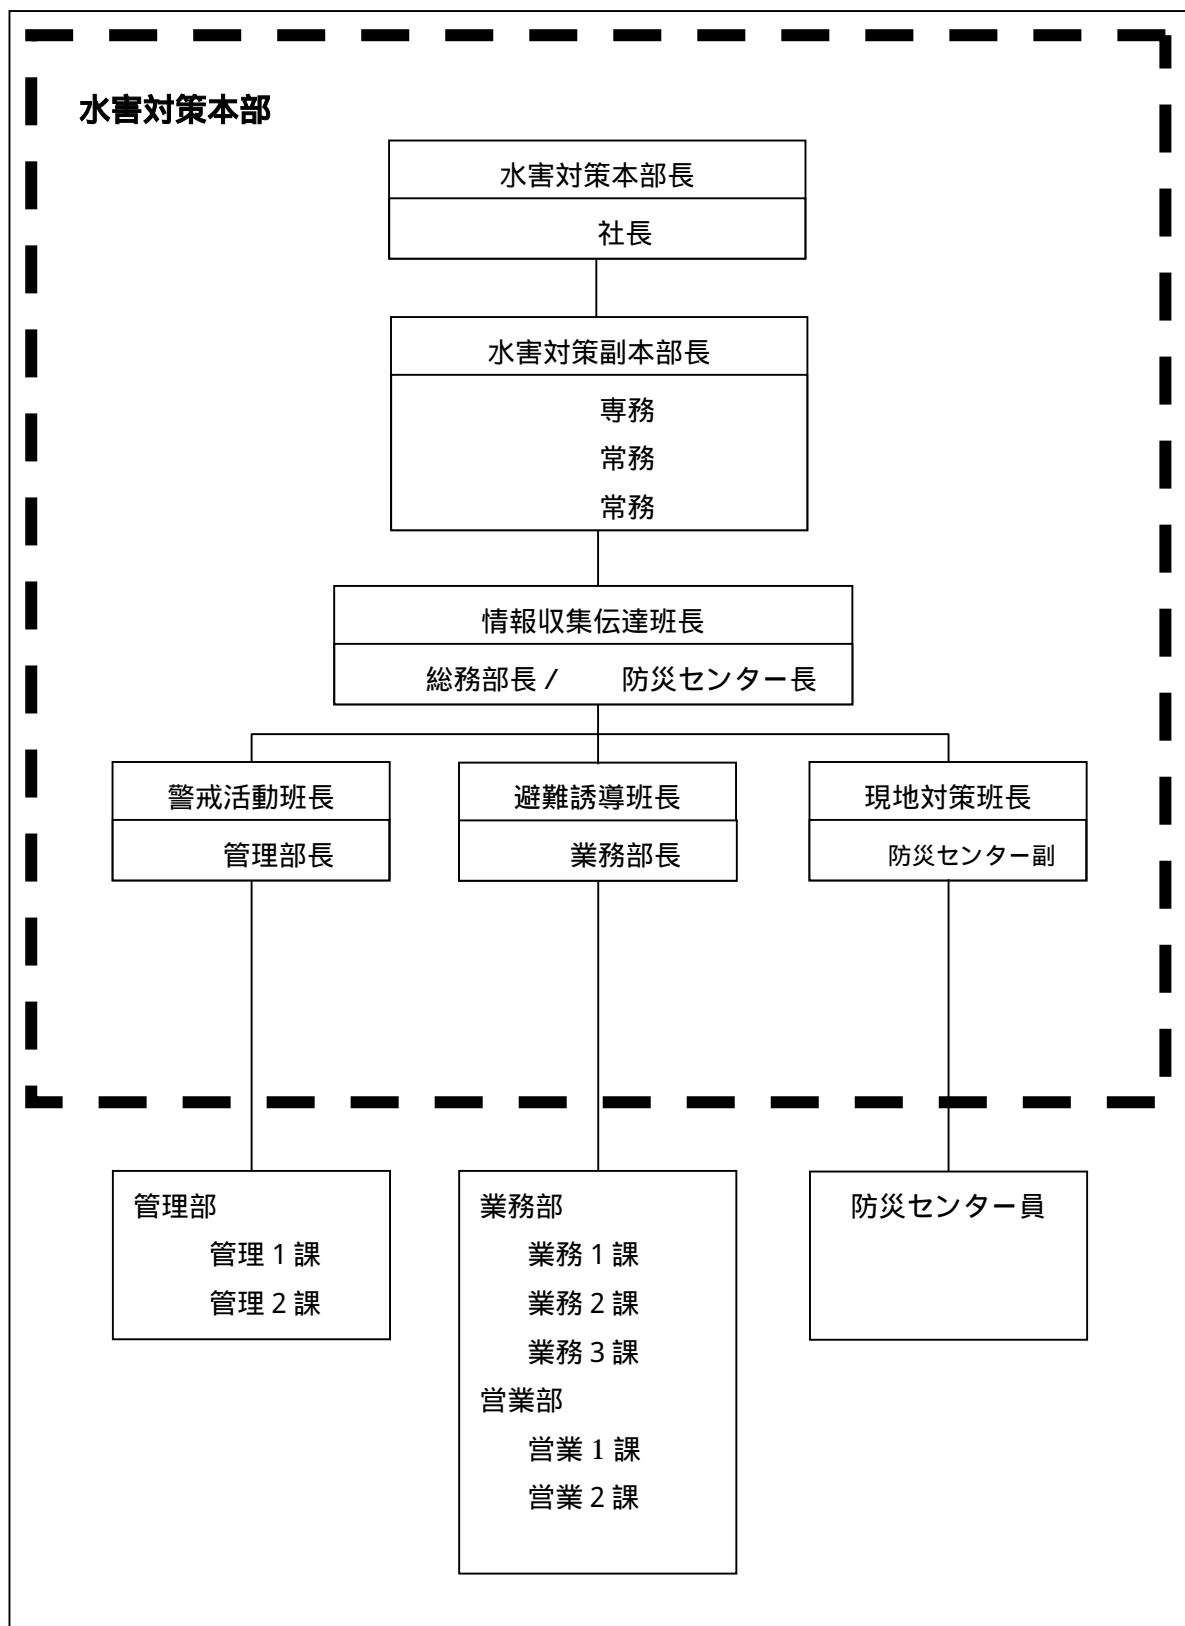 水害対策本部
水害対策本部長
社長
水害対策副本部長
専務
常務
常務
情報収集伝達班長
総務部長 / 防災センター長
警戒活動班長
管理部長
避難誘導班長
業務部長
現地対策班長
防災センター副
管理部
管理1課
管理2課
業務部
業務1課
業務2課
業務3課
営業部
営業1課
営業2課
防災センター員